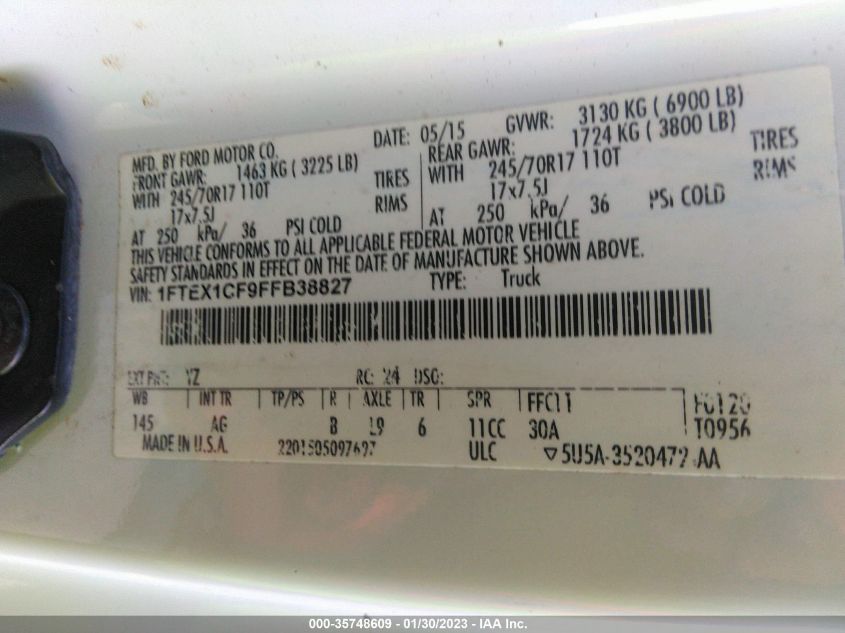 MFD. BY FORD MOTOR CO.
DATE: 05/15 GVWR: 3130 KG ( 6900 LB)
FRONT GAWR: 1463 KG ( 3225 LB)
REAR GAWR: 1724 KG ( 3800 LB)
WITH 245/70R17 110T TIRES
WITH 245/70R17 110T TIRES
17x7.5J RIMS
17x7.5J RIMS
AT 250 kPa/ 36 PSI COLD
AT 250 kPa/ 36 PSI COLD
THIS VEHICLE CONFORMS TO ALL APPLICABLE FEDERAL MOTOR VEHICLE
SAFETY STANDARDS IN EFFECT ON THE DATE OF MANUFACTURE SHOWN ABOVE.
VIN: 1FTEX1CF9FFB38827 TYPE: Truck
EXT PNT: YZ RC: 24 DSO:
WB INT TR TP/PS R AXLE TR SPR FFC11
145 AG B 19 6 11CC 30A T0956
MADE IN U.S.A. ULC ▽5U5A-3520472-AA
000-35748609 - 01/30/2023 - IAA Inc.